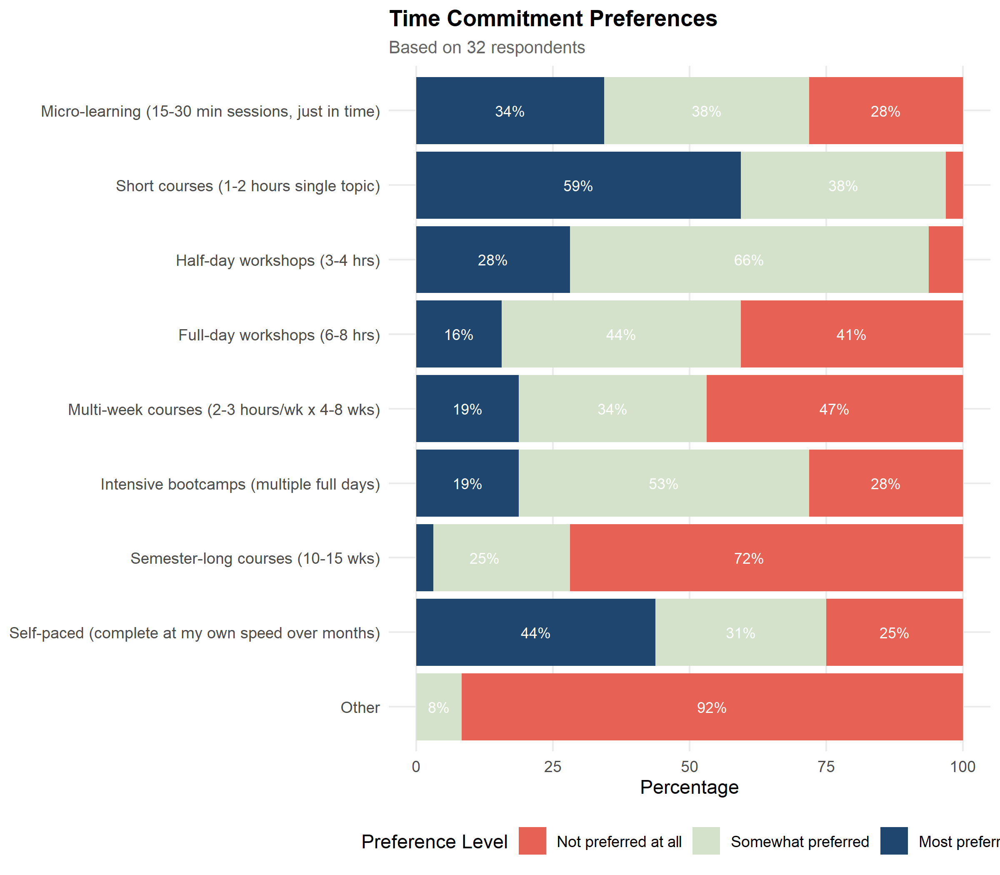 Time Commitment Preferences
Based on 32 respondents
Micro-learning (15-30 min sessions, just in time) 34% 38% 28%
Short courses (1-2 hours single topic) 59% 38%
Half-day workshops (3-4 hrs) 28% 66%
Full-day workshops (6-8 hrs) 16% 44% 41%
Multi-week courses (2-3 hours/wk x 4-8 wks) 19% 34% 47%
Intensive bootcamps (multiple full days) 19% 53% 28%
Semester-long courses (10-15 wks) 25% 72%
Self-paced (complete at my own speed over months) 44% 31% 25%
Other 8% 92%
0 25 50 75 100
Percentage
Preference Level Not preferred at all Somewhat preferred Most preferr